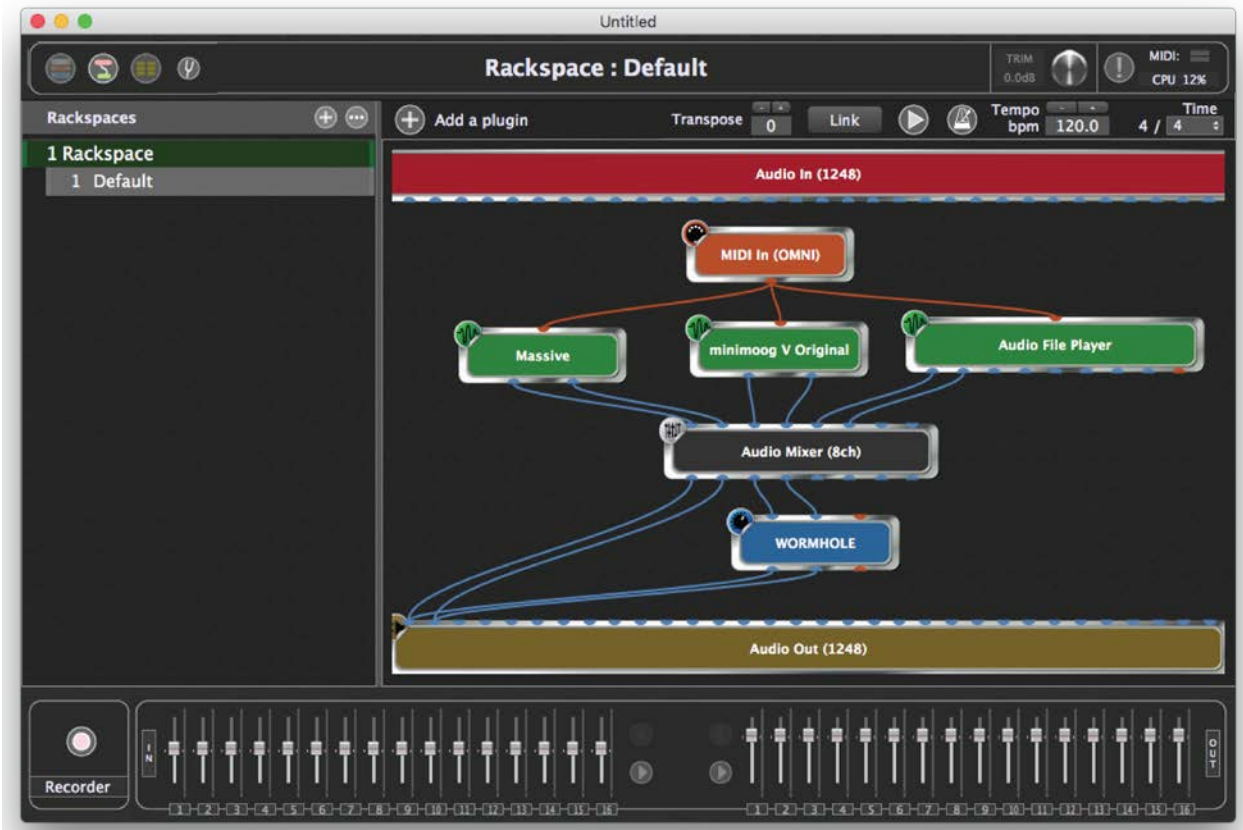 Untitled
Rackspace : Default
TRIM
0.0dB
MIDI:
CPU 12%
Rackspaces
Add a plugin
Transpose
- +
0
Link
Tempo
bpm
- +
120.0
Time
4 / 4
1 Rackspace
1 Default
Audio In (1248)
MIDI In (OMNI)
Massive
minimoog V Original
Audio File Player
Audio Mixer (8ch)
WORMHOLE
Audio Out (1248)
Recorder
IN
1 2 3 4 5 6 7 8 9 10 11 12 13 14 15 16
1 2 3 4 5 6 7 8 9 10 11 12 13 14 15 16
OUT